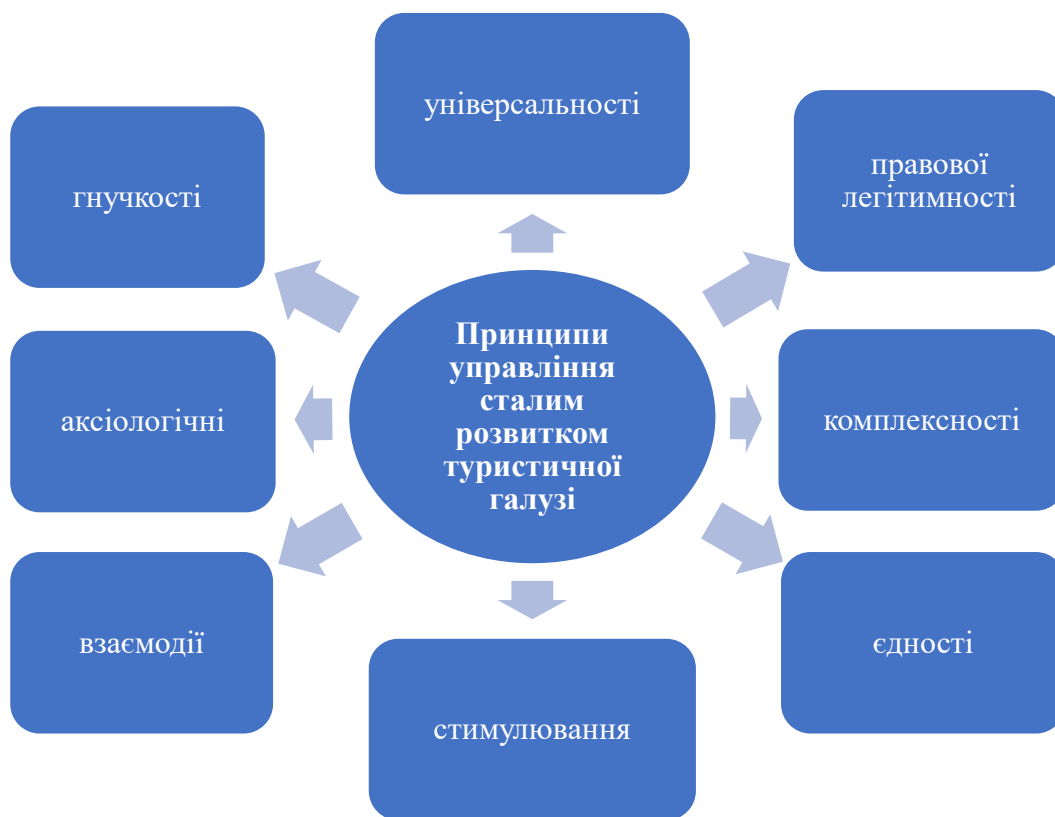 універсальності
гнучкості
правової
легітимності
Принципи
управління
сталим
розвитком
туристичної
галузі
аксіологічні
комплексності
взаємодії
єдності
стимулювання